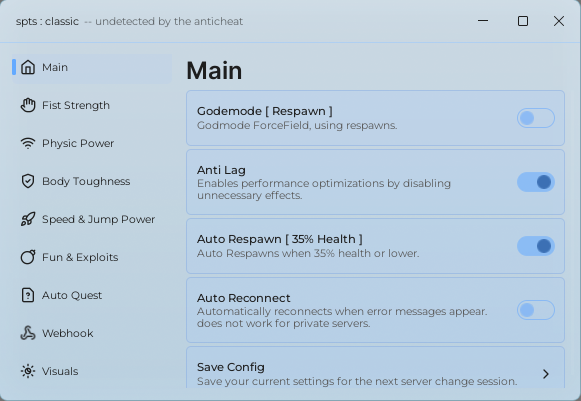 spts : classic -- undetected by the anticheat
Main
Fist Strength
Physic Power
Body Toughness
Speed & Jump Power
Fun & Exploits
Auto Quest
Webhook
Visuals
Main
Godemode [ Respawn ]
Godmode ForceField, using respawns.
Anti Lag
Enables performance optimizations by disabling
unnecessary effects.
Auto Respawn [ 35% Health ]
Auto Respawns when 35% health or lower.
Auto Reconnect
Automatically reconnects when error messages appear.
does not work for private servers.
Save Config
Save your current settings for the next server change session.